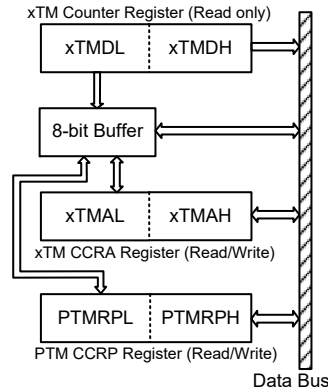 xTM Counter Register (Read only)
xTMDL xTMDH
8-bit Buffer
xTMAL xTMAH
xTM CCRA Register (Read/Write)
PTMRPL PTMRPH
PTM CCRP Register (Read/Write)
Data Bus